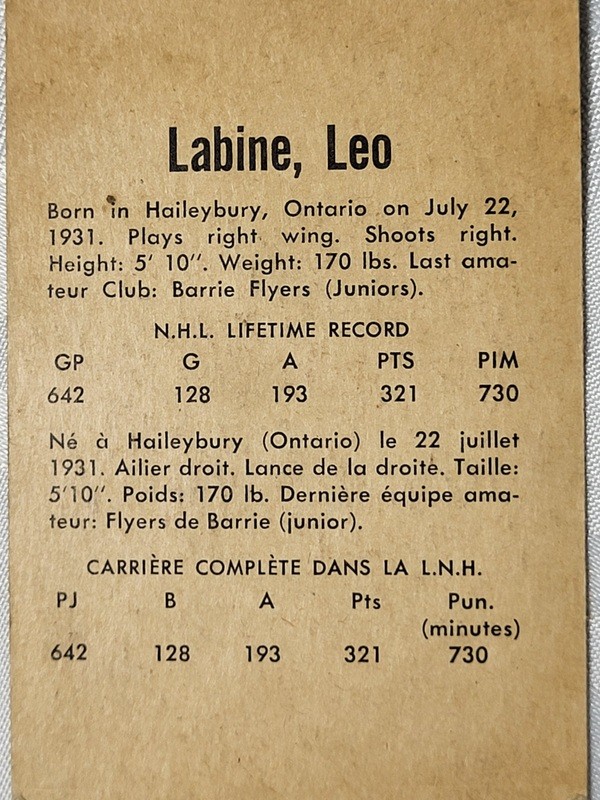 Labine, Leo
Born in Haileybury, Ontario on July 22,
1931. Plays right wing. Shoots right.
Height: 5' 10". Weight: 170 lbs. Last ama-
teur Club: Barrie Flyers (Juniors).
N.H.L. LIFETIME RECORD
GP G A PTS PIM
642 128 193 321 730
Né à Haileybury (Ontario) le 22 juillet
1931. Ailier droit. Lance de la droite. Taille:
5'10". Poids: 170 lb. Dernière équipe ama-
teur: Flyers de Barrie (junior).
CARRIÈRE COMPLÈTE DANS LA L.N.H.
PJ B A Pts Pun.
(minutes)
642 128 193 321 730